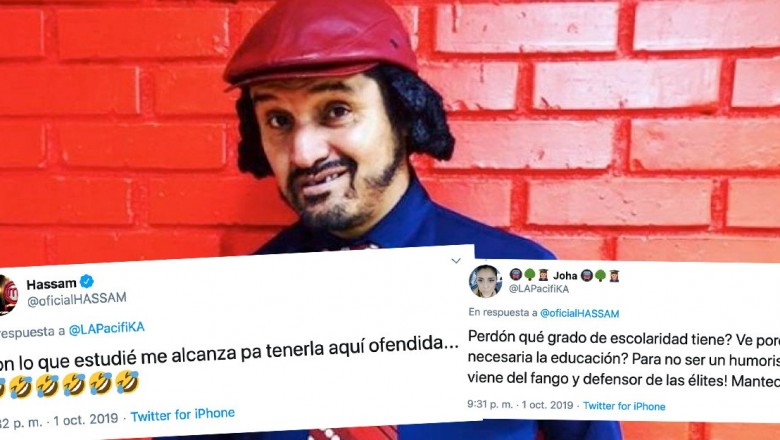 Hassam
@oficialHASSAM
respuesta a @LAPacifiKA
on lo que estudié me alcanza pa tenerla aquí ofendida...
🤣🤣🤣🤣🤣
32 p. m. · 1 oct. 2019 · Twitter for iPhone
Joha
@LAPacifiKA
En respuesta a @oficialHASSAM
Perdón qué grado de escolaridad tiene? Ve porq
necesaria la educación? Para no ser un humoris
viene del fango y defensor de las élites! Mantec
9:31 p. m. · 1 oct. 2019 · Twitter for iPhone